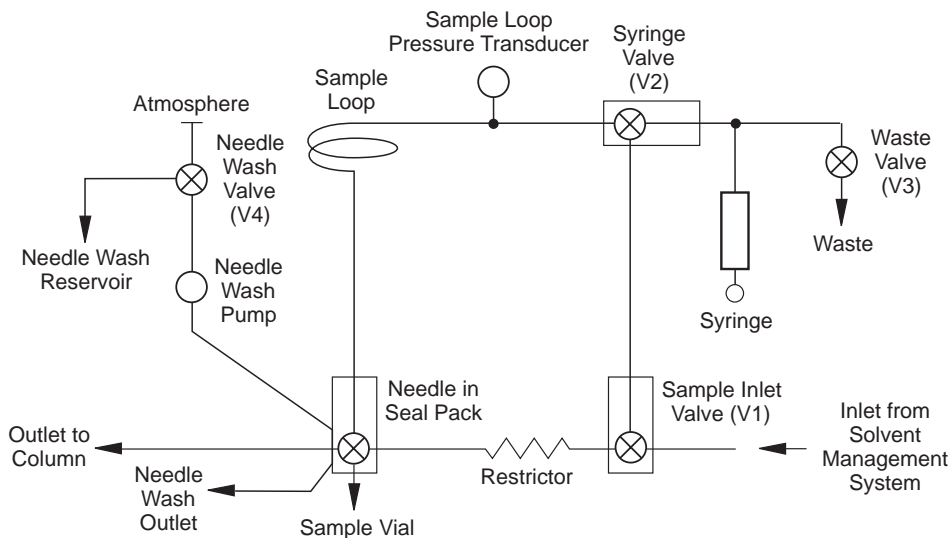 Sample Loop
Pressure Transducer
Syringe
Valve
(V2)
Sample
Loop
Atmosphere
Needle
Wash
Valve
(V4)
Waste
Valve
(V3)
Needle Wash
Reservoir
Waste
Needle
Wash
Pump
Syringe
Needle in
Seal Pack
Sample Inlet
Valve (V1)
Inlet from
Solvent
Management
System
Outlet to
Column
Restrictor
Needle
Wash
Outlet
Sample Vial